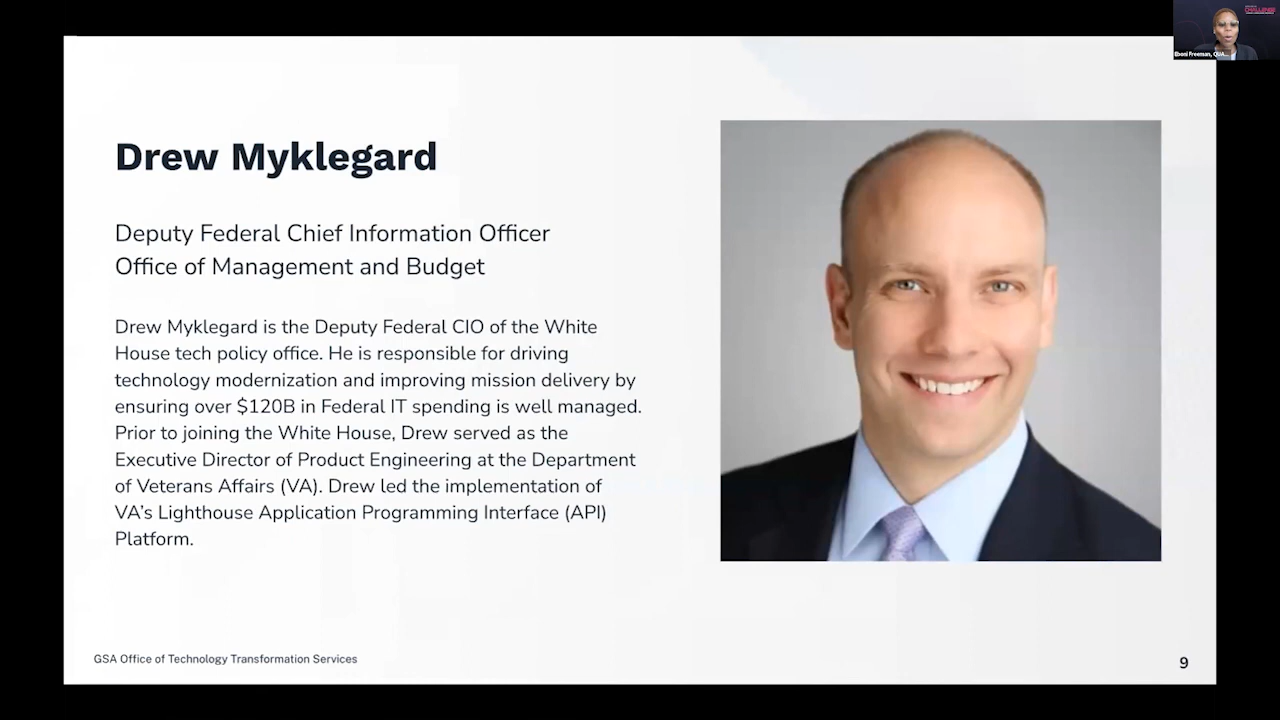 CHALLENGE
Eboni Freeman, QUA...
Drew Myklegard
Deputy Federal Chief Information Officer
Office of Management and Budget
Drew Myklegard is the Deputy Federal CIO of the White
House tech policy office. He is responsible for driving
technology modernization and improving mission delivery by
ensuring over $120B in Federal IT spending is well managed.
Prior to joining the White House, Drew served as the
Executive Director of Product Engineering at the Department
of Veterans Affairs (VA). Drew led the implementation of
VA's Lighthouse Application Programming Interface (API)
Platform.
GSA Office of Technology Transformation Services
9